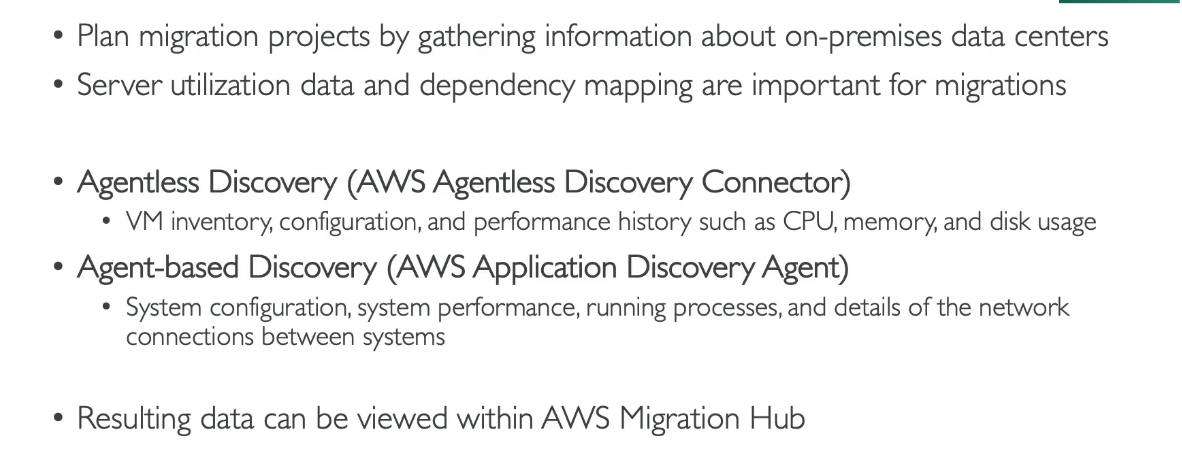 • Plan migration projects by gathering information about on-premises data centers
• Server utilization data and dependency mapping are important for migrations
• Agentless Discovery (AWS Agentless Discovery Connector)
• VM inventory, configuration, and performance history such as CPU, memory, and disk usage
• Agent-based Discovery (AWS Application Discovery Agent)
• System configuration, system performance, running processes, and details of the network
connections between systems
• Resulting data can be viewed within AWS Migration Hub